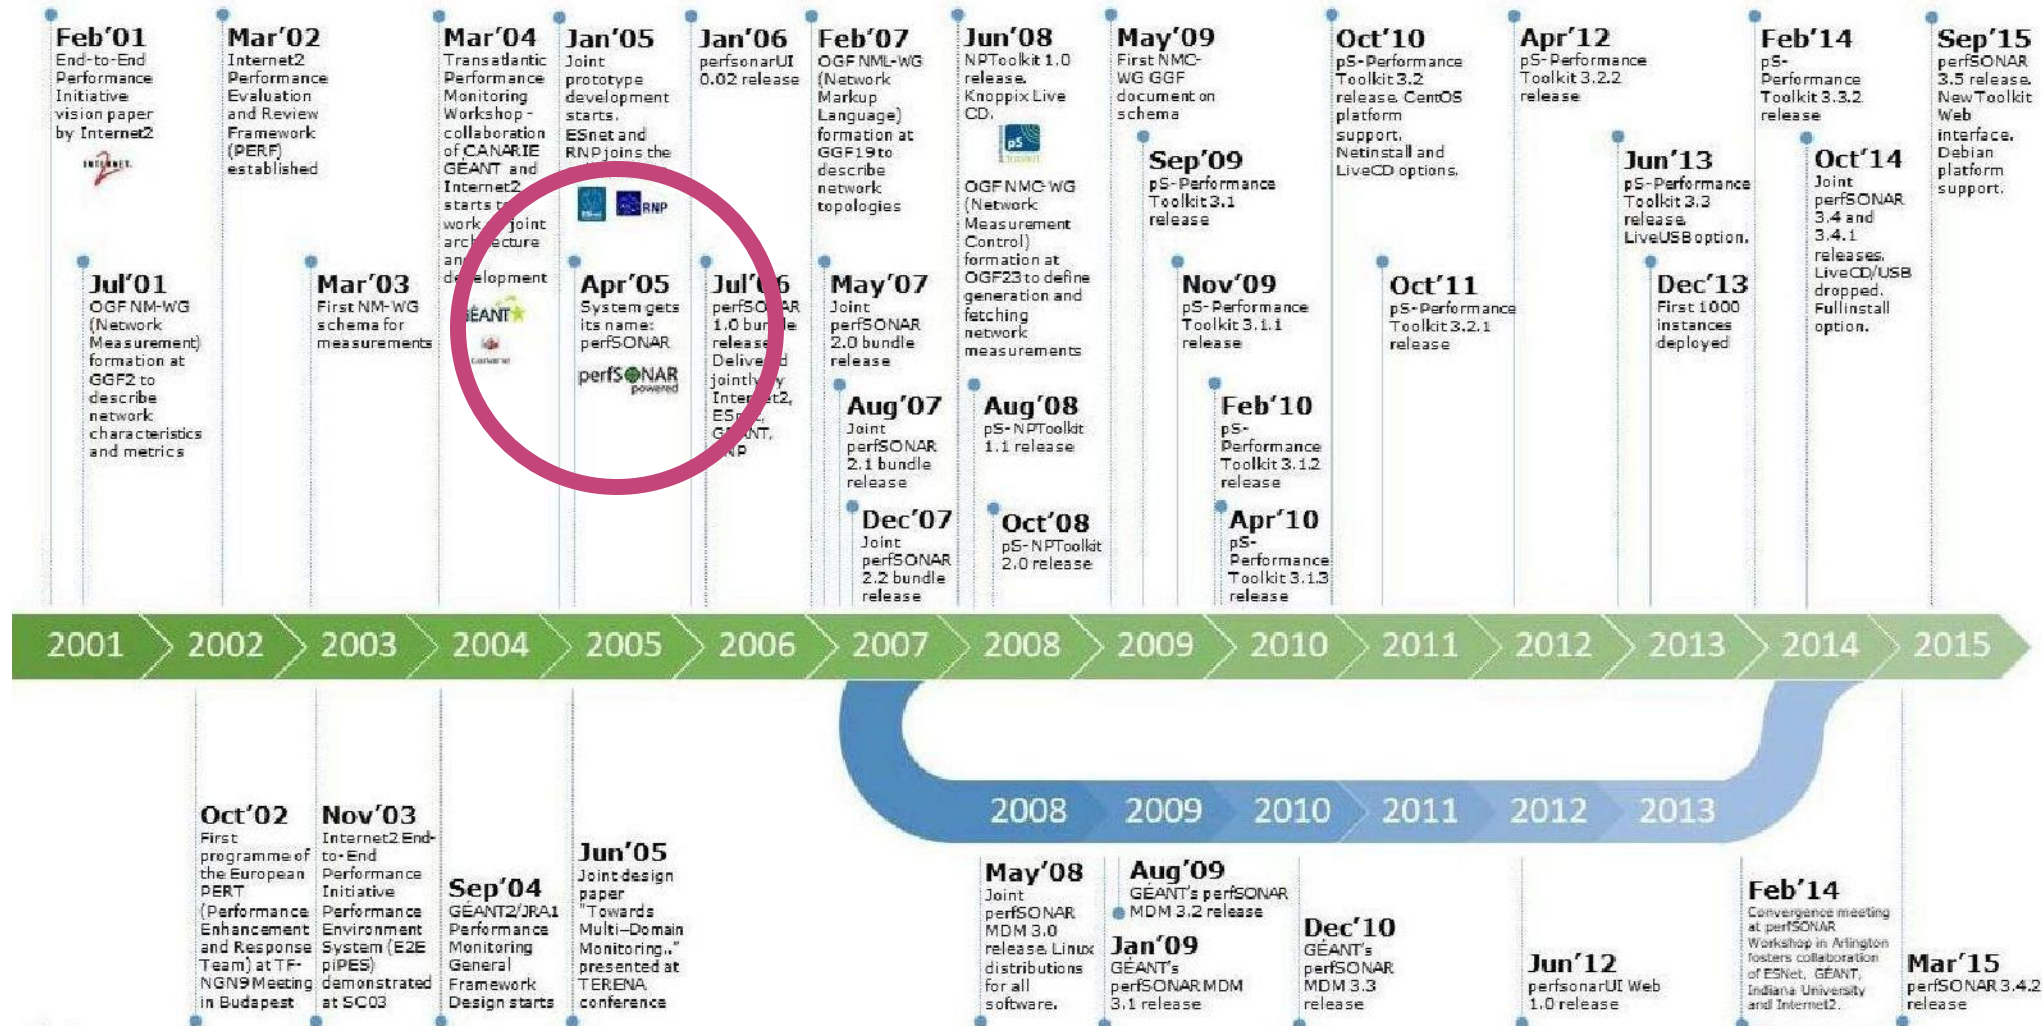 Feb'01
End-to-End
Performance
Initiative
vision paper
by Internet2
Mar'02
Internet2
Performance
Evaluation
and Review
Framework
(PERF)
established
Mar'04
Transatlantic
Performance
Monitoring
Workshop -
collaboration
of CANARIE
GÉANT and
Internet2
starts
work joint
development
GÉANT
Jan'05
Joint
prototype
development
starts.
ESnet and
RNP joins the
RNP
Jan'06
perfsonarUI
0.02 release
Feb'07
OGF NML-WG
(Network
Markup
Language)
formation at
GGF19 to
describe
network
topologies
Jun'08
NPToolkit 1.0
release.
Knoppix Live
CD.
pS
OGF NMC-WG
(Network
Measurement
Control)
formation at
OGF23 to define
generation and
fetching
network
measurements
May'09
First NMC-
WG GGF
document on
schema
Sep'09
pS-Performance
Toolkit 3.1
release
Oct'10
pS-Performance
Toolkit 3.2
release. CentOS
platform
support.
Netinstall and
LiveCD options.
Apr'12
pS-Performance
Toolkit 3.2.2
release
Jun'13
pS-Performance
Toolkit 3.3
release.
LiveUSB option.
Feb'14
pS-
Performance
Toolkit 3.3.2
release
Oct'14
Joint
perfSONAR
3.4 and
3.4.1
releases.
LiveCD/USB
dropped.
Fullinstall
option.
Sep'15
perfSONAR
3.5 release.
New Toolkit
Web
interface.
Debian
platform
support.
Jul'01
OGF NM-WG
(Network
Measurement)
formation at
GGF2 to
describe
network
characteristics
and metrics
Mar'03
First NM-WG
schema for
measurements
Apr'05
System gets
its name:
perfSONAR
perfSONAR
powered
Jul'06
perfSONAR
1.0 bundle
release
Delivered
jointly by
Internet2,
ESnet,
GÉANT,
RNP
May'07
Joint
perfSONAR
2.0 bundle
release
Nov'09
pS-Performance
Toolkit 3.1.1
release
Oct'11
pS-Performance
Toolkit 3.2.1
release
Dec'13
First 1000
instances
deployed
Aug'07
Joint
perfSONAR
2.1 bundle
release
Aug'08
pS-NPToolkit
1.1 release
Feb'10
pS-
Performance
Toolkit 3.1.2
release
Dec'07
Joint
perfSONAR
2.2 bundle
release
Oct'08
pS-NPToolkit
2.0 release
Apr'10
pS-
Performance
Toolkit 3.1.3
release
2001 2002 2003 2004 2005 2006 2007 2008 2009 2010 2011 2012 2013 2014 2015
2008 2009 2010 2011 2012 2013
Oct'02
First
programme of
the European
PERT
(Performance
Enhancement
and Response
Team) at TF-
NGN9 Meeting
in Budapest
Nov'03
Internet2 End-
to-End
Performance
Initiative
Performance
Environment
System (E2E
piPES)
demonstrated
at SC03
Sep'04
GÉANT2/JRA1
Performance
Monitoring
General
Framework
Design starts
Jun'05
Joint design
paper
"Towards
Multi–Domain
Monitoring.."
presented at
TERENA
conference
May'08
Joint
perfSONAR
MDM 3.0
release. Linux
distributions
for all
software.
Aug'09
GÉANT's perfSONAR
MDM 3.2 release
Jan'09
GÉANT's
perfSONAR MDM
3.1 release
Dec'10
GÉANT's
perfSONAR
MDM 3.3
release
Jun'12
perfsonarUI Web
1.0 release
Feb'14
Convergence meeting
at perfSONAR
Workshop in Arlington
fosters collaboration
of ESNet, GÉANT,
Indiana University
and Internet2.
Mar'15
perfSONAR 3.4.2
release